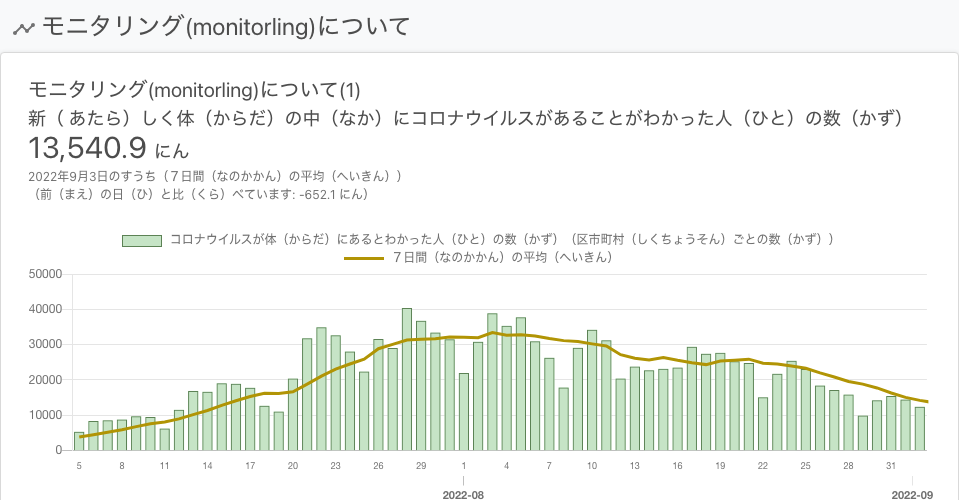 モニタリング(monitorling)について
モニタリング(monitorling)について(1)
新（ あたら）しく体（からだ）の中（なか）にコロナウイルスがあることがわかった人（ひと）の数（かず）
13,540.9 にん
2022年9月3日のすうち（７日間（なのかかん）の平均（へいきん））
（前（まえ）の日（ひ）と比（くら）べています: -652.1 にん）
コロナウイルスが体（からだ）にあるとわかった人（ひと）の数（かず）（区市町村（しくちょうそん）ごとの数（かず））
７日間（なのかかん）の平均（へいきん）
50000
40000
30000
20000
10000
0
5 8 11 14 17 20 23 26 29 1 4 7 10 13 16 19 22 25 28 31
2022-08 2022-09